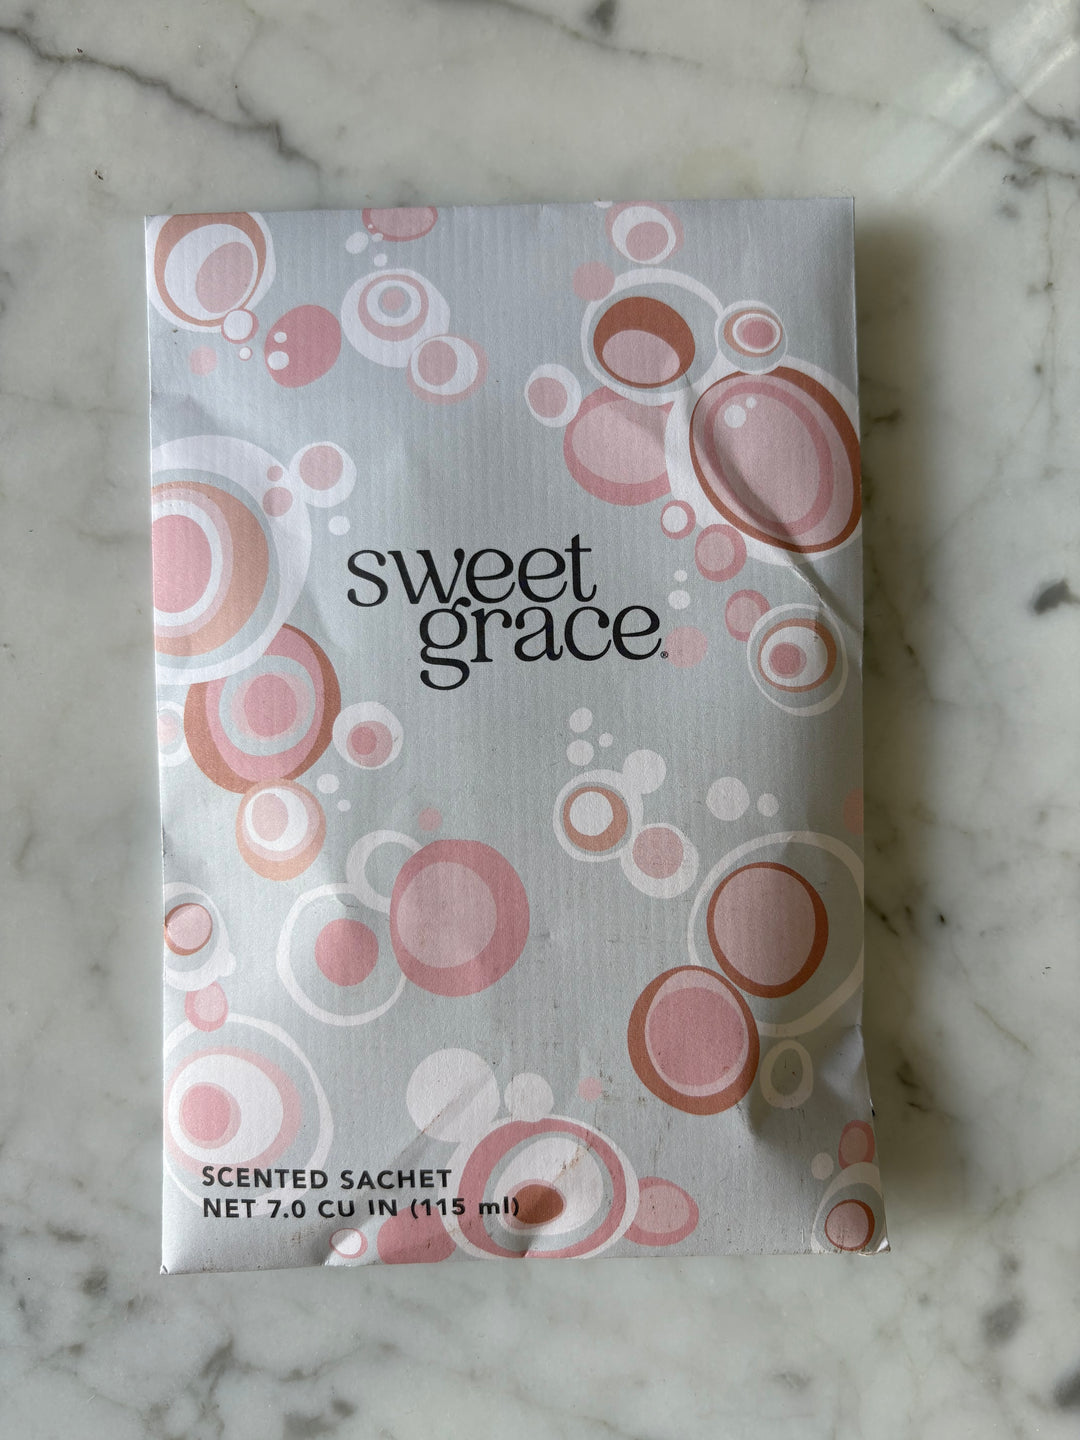 sweet
grace®
SCENTED SACHET
NET 7.0 CU IN (115 ml)